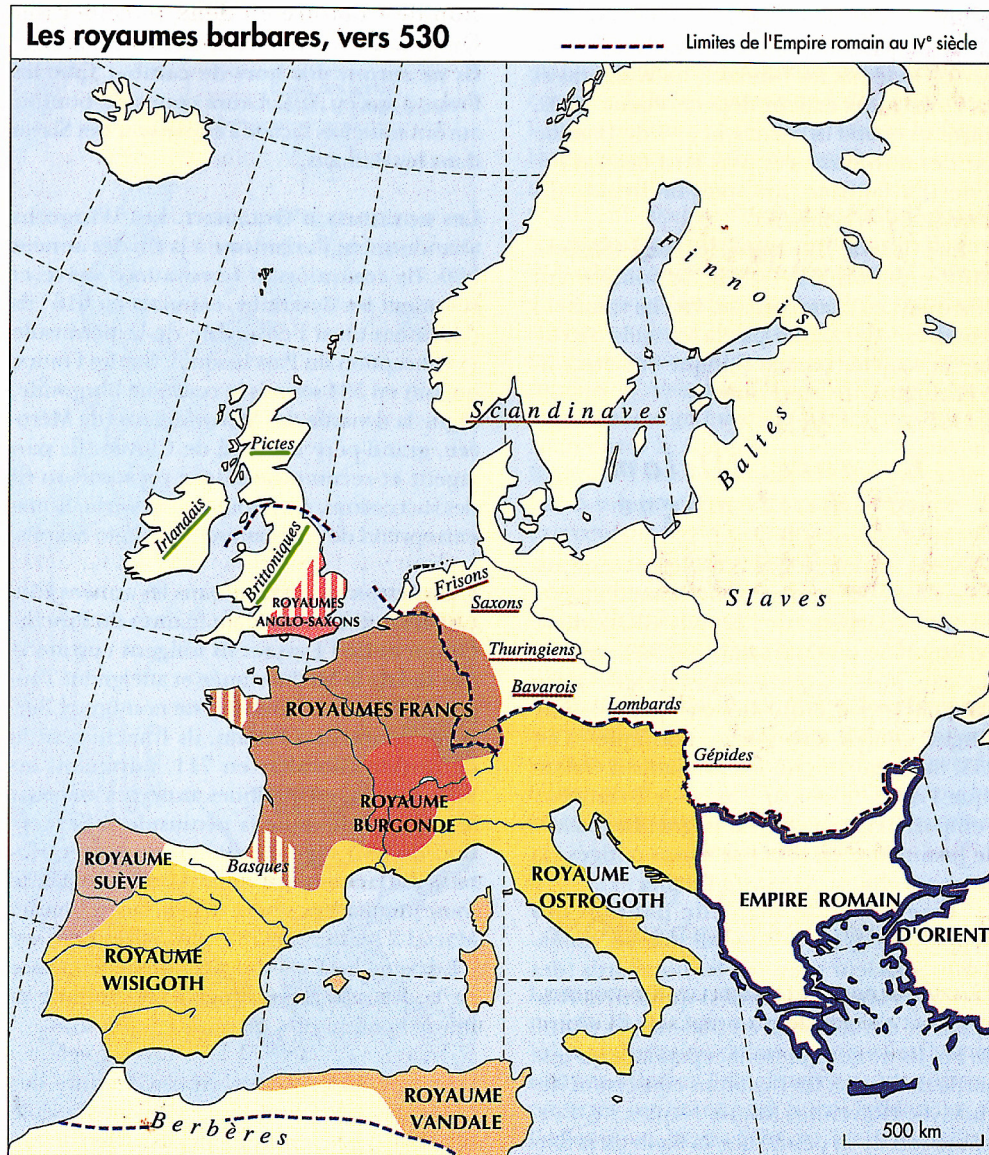 Les royaumes barbares, vers 530
Limites de l'Empire romain au IVe siècle
Finnois
Scandinaves
Baltes
Pictes
Irlandais
Brittoniques
Frisons
ROYAUMES
ANGLO-SAXONS
Saxons
Slaves
Thuringiens
Bavarois
Lombards
ROYAUMES FRANCS
Gépides
ROYAUME
BURGONDE
Basques
ROYAUME
SUÈVE
ROYAUME
OSTROGOTH
EMPIRE ROMAIN
D'ORIENT
ROYAUME
WISIGOTH
ROYAUME
VANDALE
Berbères
500 km